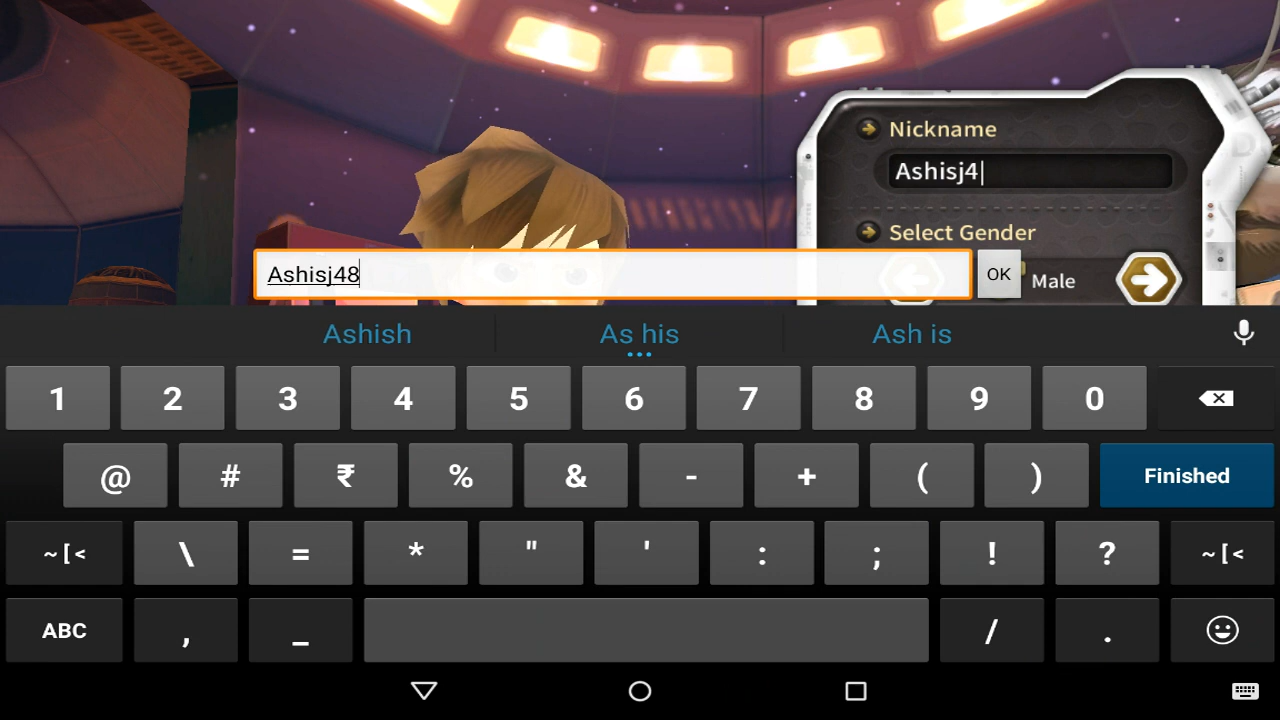 Nickname
Ashisj4
Select Gender
Ashisj48
OK
Male
Ashish As his Ash is
1 2 3 4 5 6 7 8 9 0
@ # ₹ % & - + ( ) Finished
~ [ < \ = * " ' : ; ! ? ~ [ <
ABC , _ / .